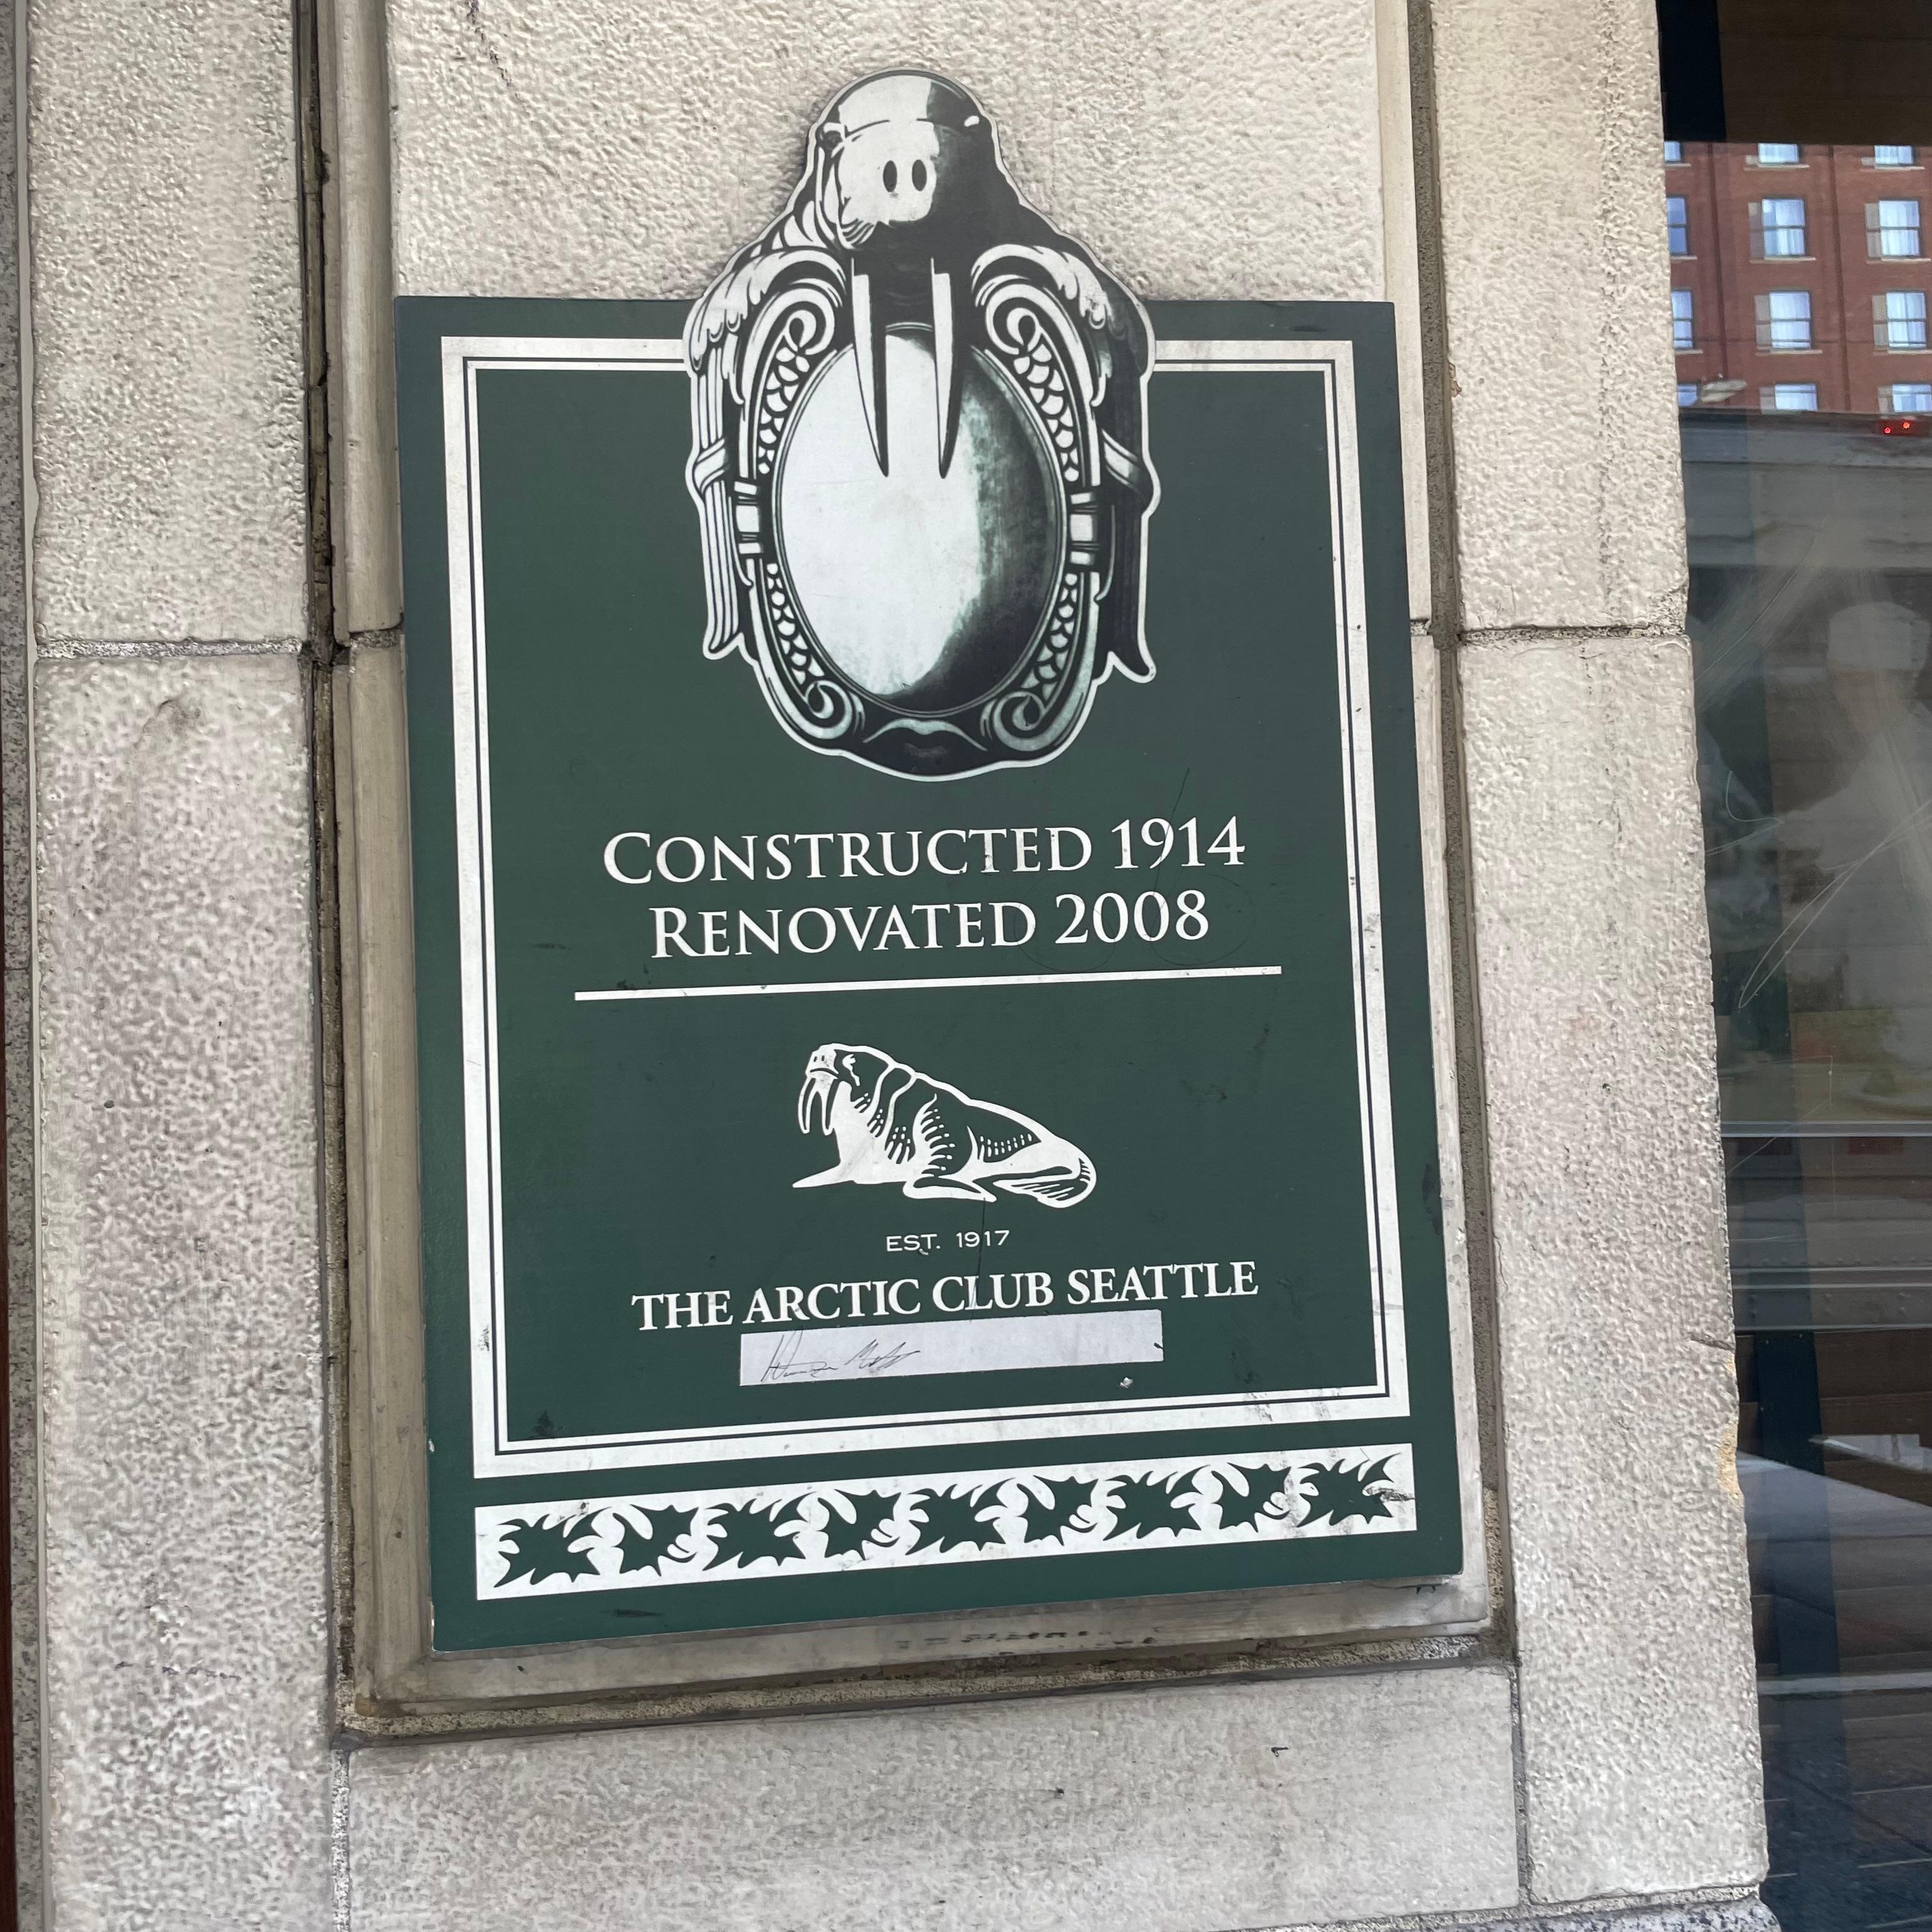 CONSTRUCTED 1914
RENOVATED 2008
EST. 1917
THE ARCTIC CLUB SEATTLE